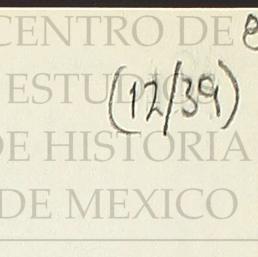 CENTRO DE
ESTUDIOS
(12/39)
DE HISTORIA
DE MEXICO